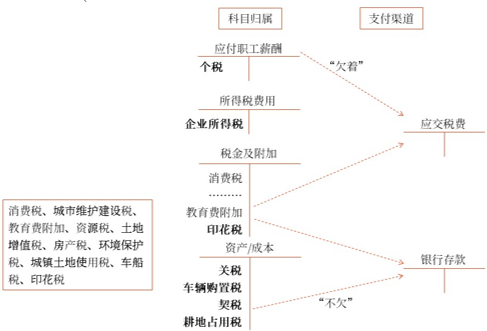 科目归属
支付渠道
应付职工薪酬
个税
“欠着”
所得税费用
企业所得税
应交税费
税金及附加
消费税
………
教育费附加
印花税
消费税、城市维护建设税、
教育费附加、资源税、土地
增值税、房产税、环境保护
税、城镇土地使用税、车船
税、印花税
资产/成本
关税
车辆购置税
契税
耕地占用税
银行存款
“不欠”